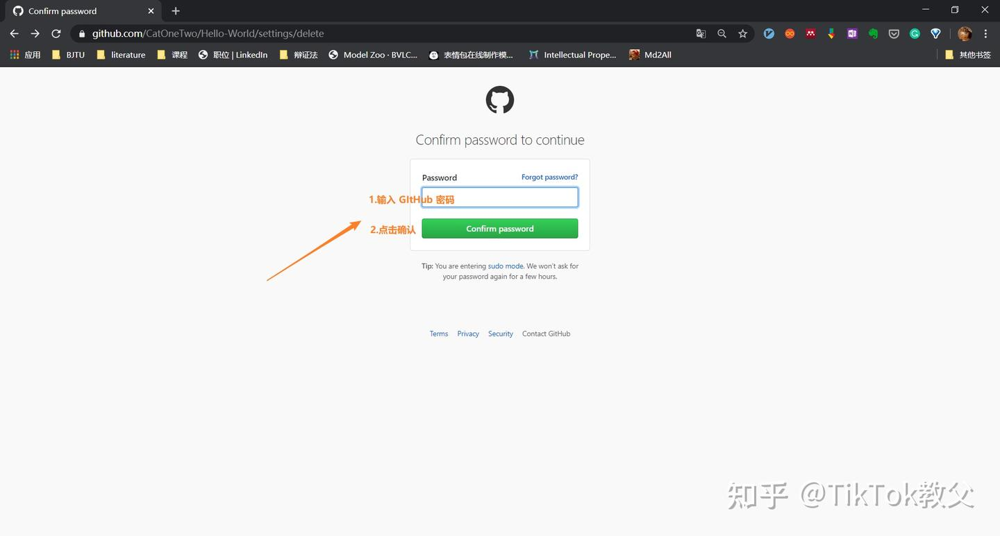 Confirm password
github.com/CatOneTwo/Hello-World/settings/delete
应用 BJTU literature 课程 职位 | LinkedIn 辩证法 Model Zoo · BVLC... 表情包在线制作模... Intellectual Prope... Md2All 其他书签
Confirm password to continue
Password Forgot password?
1.输入 GItHub 密码
2.点击确认 Confirm password
Tip: You are entering sudo mode. We won't ask for
your password again for a few hours.
Terms Privacy Security Contact GitHub
知乎 @TikTok教父